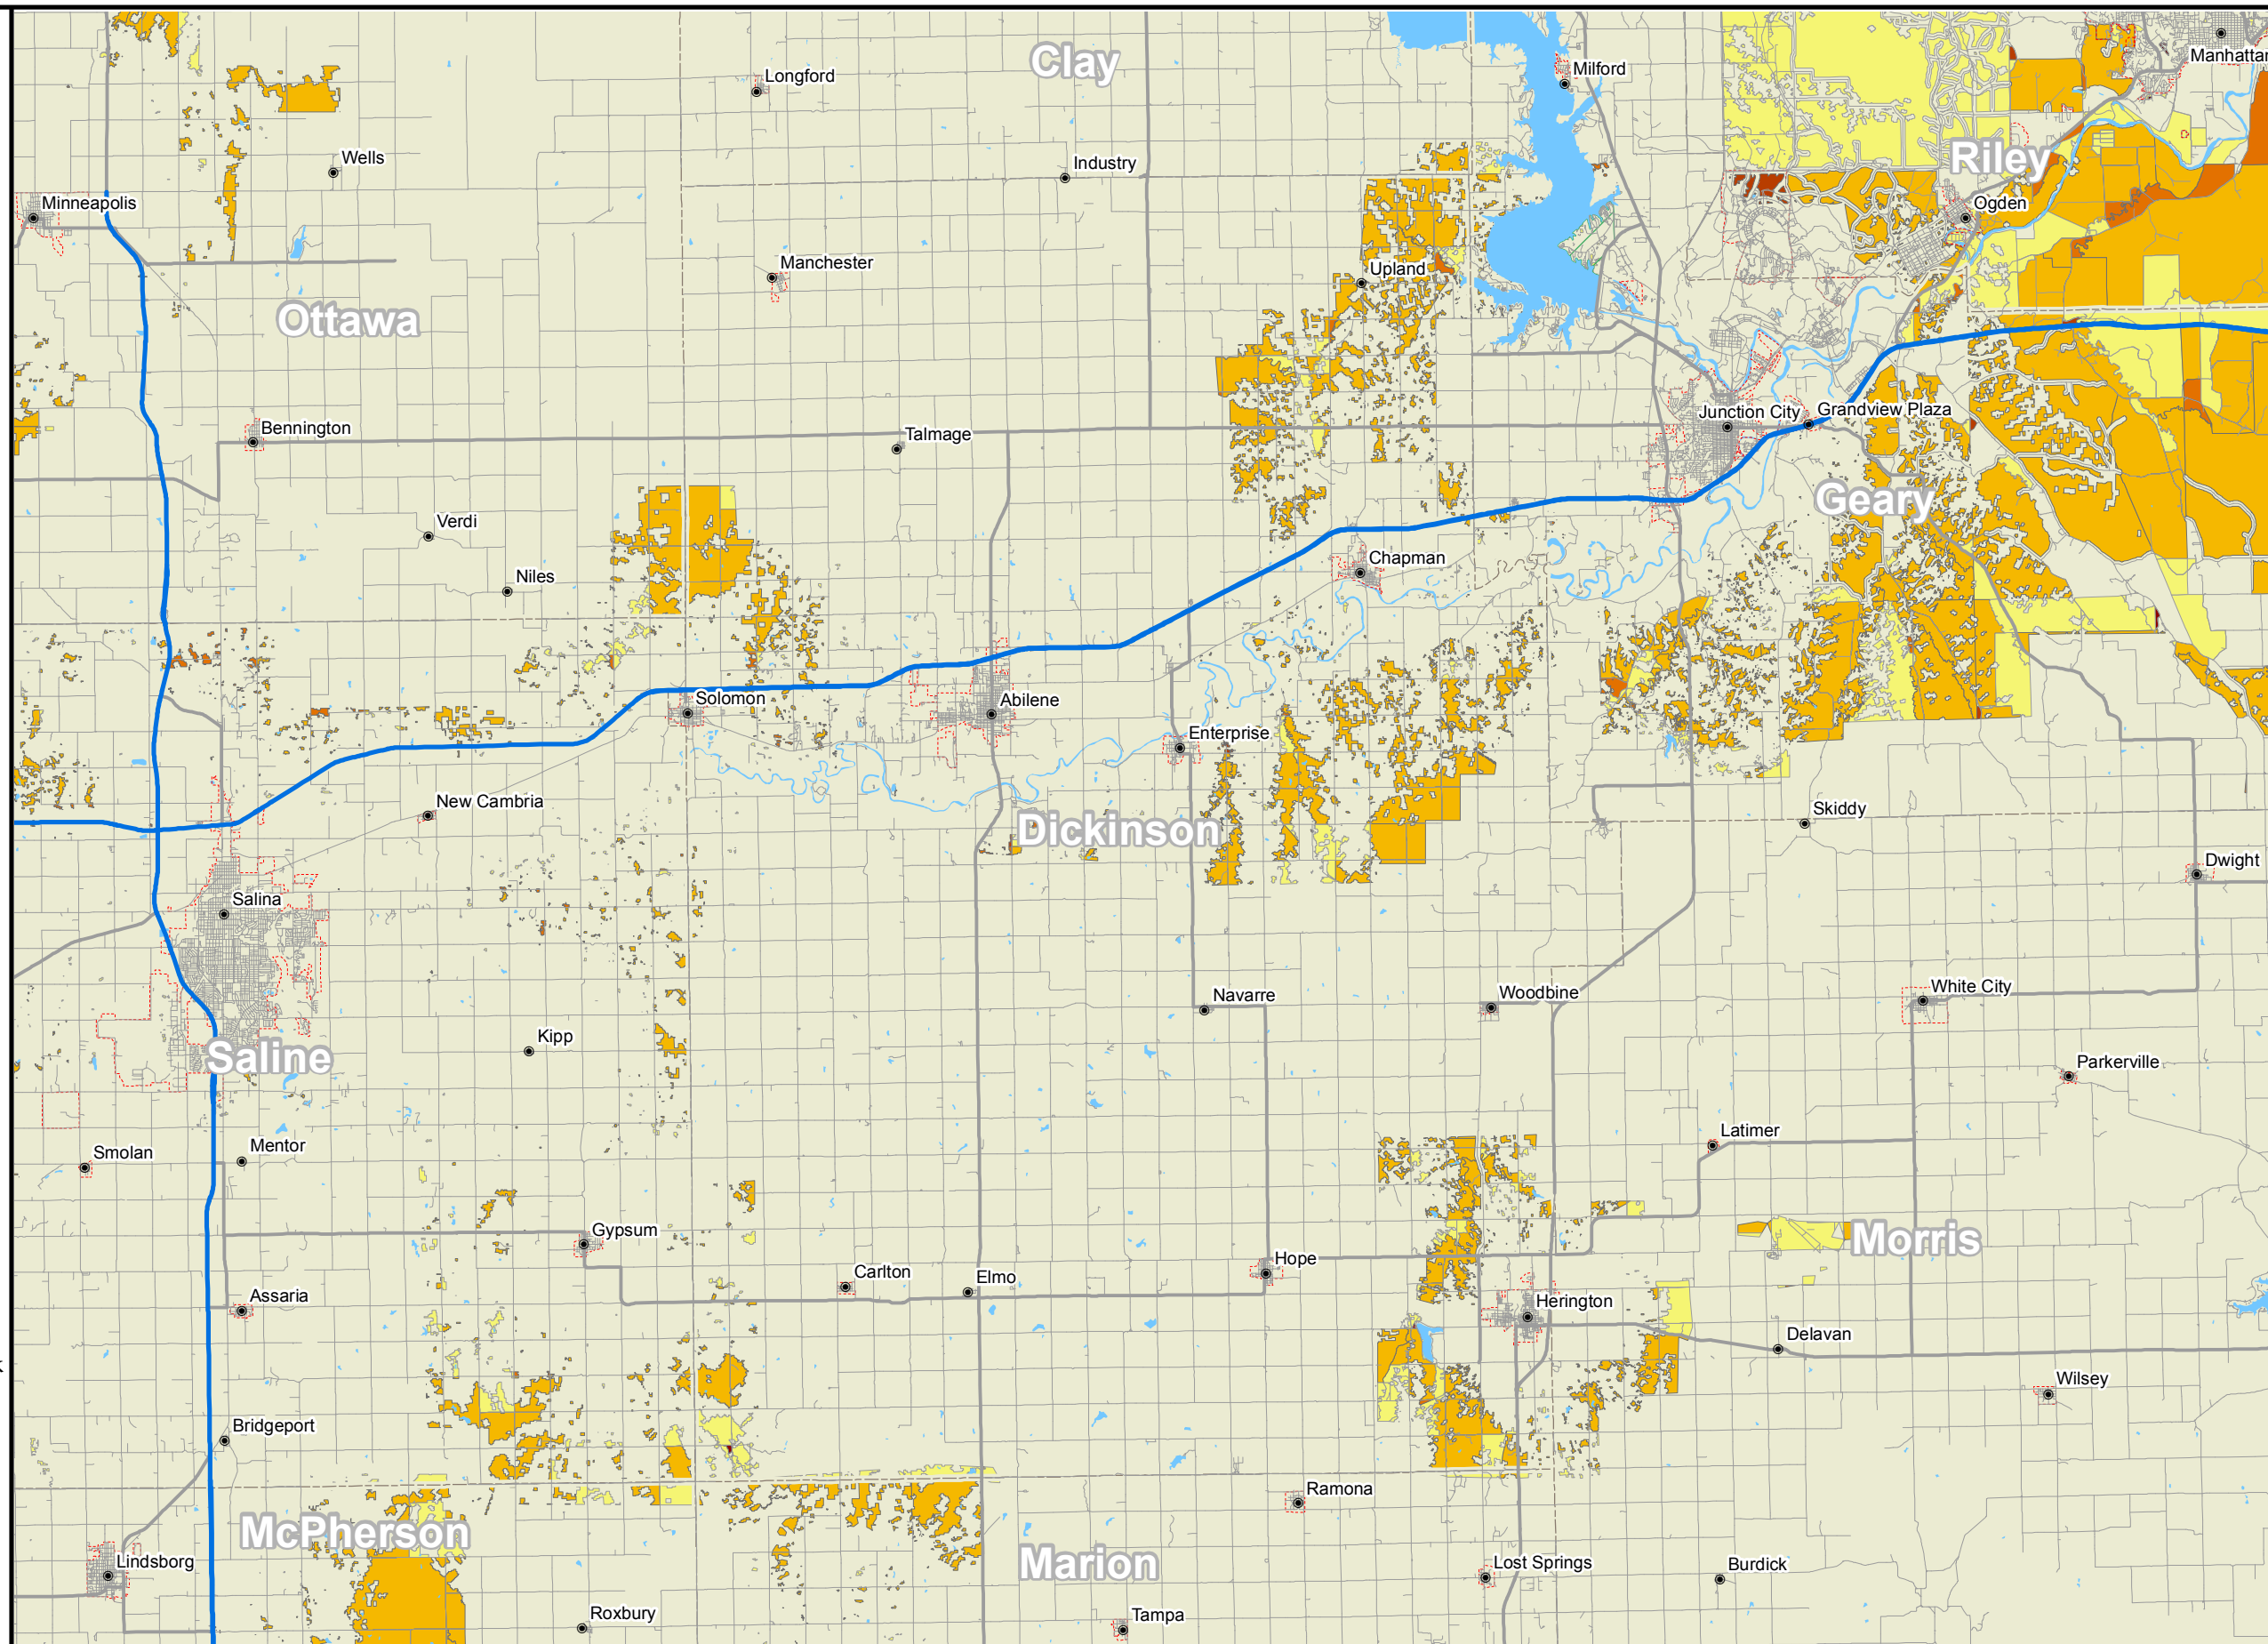 Clay
Longford
Milford
Manhattan
Wells
Industry
Riley
Minneapolis
Ogden
Manchester
Upland
Ottawa
Junction City
Grandview Plaza
Bennington
Talmage
Geary
Verdi
Chapman
Niles
Solomon
Abilene
Enterprise
New Cambria
Dickinson
Skiddy
Dwight
Salina
Navarre
Woodbine
White City
Kipp
Saline
Parkerville
Latimer
Smolan
Mentor
Gypsum
Morris
Hope
Carlton
Elmo
Assaria
Herington
Delavan
Wilsey
Bridgeport
Ramona
McPherson
Marion
Lindsborg
Lost Springs
Burdick
Roxbury
Tampa